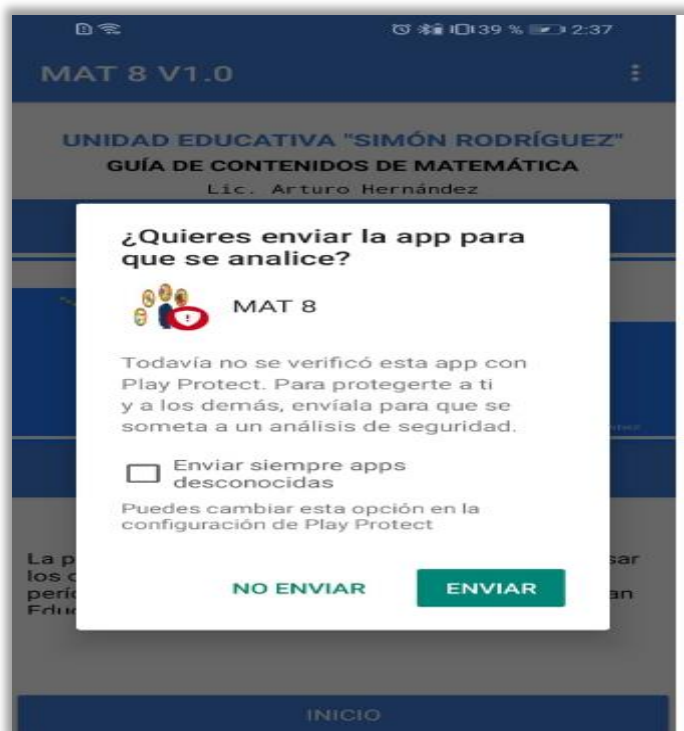 39 % 2:37
MAT 8 V1.0
UNIDAD EDUCATIVA "SIMÓN RODRÍGUEZ"
GUÍA DE CONTENIDOS DE MATEMÁTICA
Lic. Arturo Hernández
¿Quieres enviar la app para
que se analice?
MAT 8
Todavía no se verificó esta app con
Play Protect. Para protegerte a ti
y a los demás, envíala para que se
someta a un análisis de seguridad.
Enviar siempre apps
desconocidas
Puedes cambiar esta opción en la
configuración de Play Protect
La
los
NO ENVIAR ENVIAR
INICIO